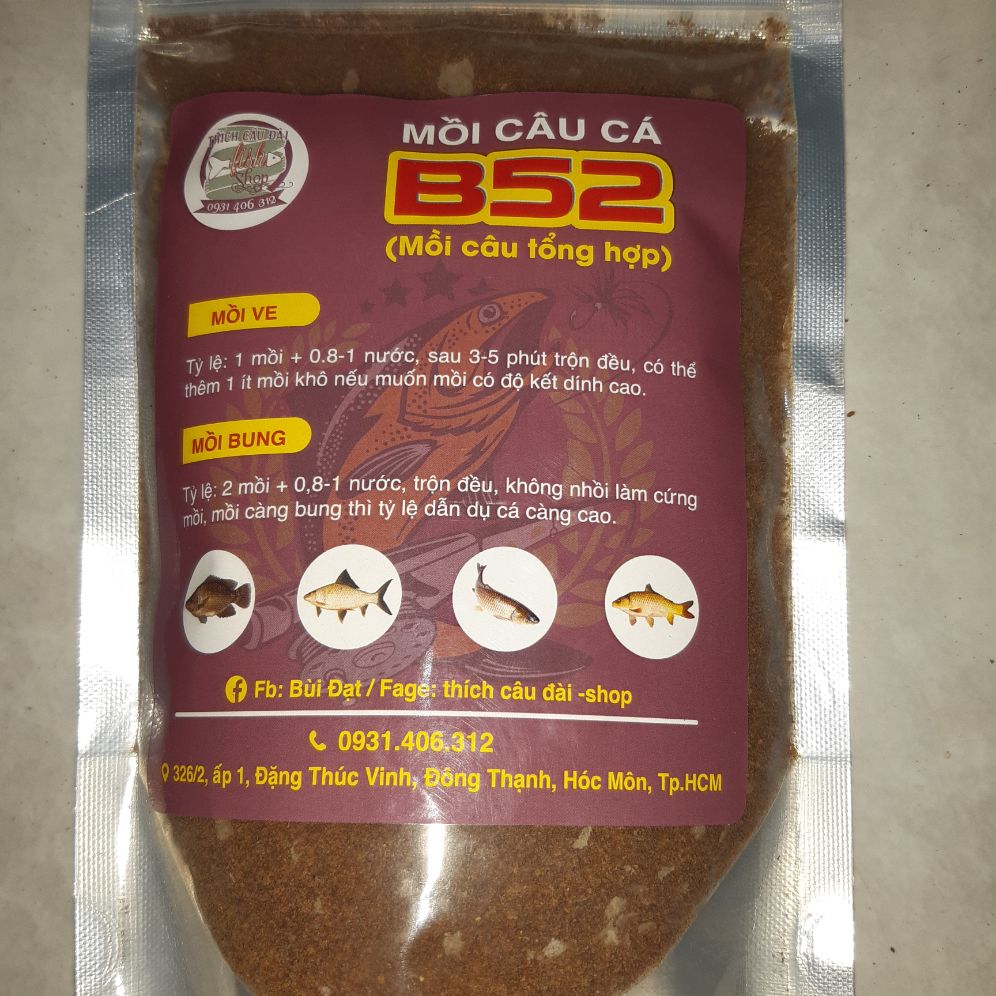 THÍCH CÂU ĐÀI
fish
Shop
0931 406 312
MỒI CÂU CÁ
B52
(Mồi câu tổng hợp)
MỒI VE
Tỷ lệ: 1 mồi + 0.8-1 nước, sau 3-5 phút trộn đều, có thể
thêm 1 ít mồi khô nếu muốn mồi có độ kết dính cao.
MỒI BUNG
Tỷ lệ: 2 mồi + 0,8-1 nước, trộn đều, không nhồi làm cứng
mồi, mồi càng bung thì tỷ lệ dẫn dụ cá càng cao.
Fb: Bùi Đạt / Fage: thích câu đài -shop
0931.406.312
326/2, ấp 1, Đặng Thúc Vinh, Đông Thạnh, Hóc Môn, Tp.HCM